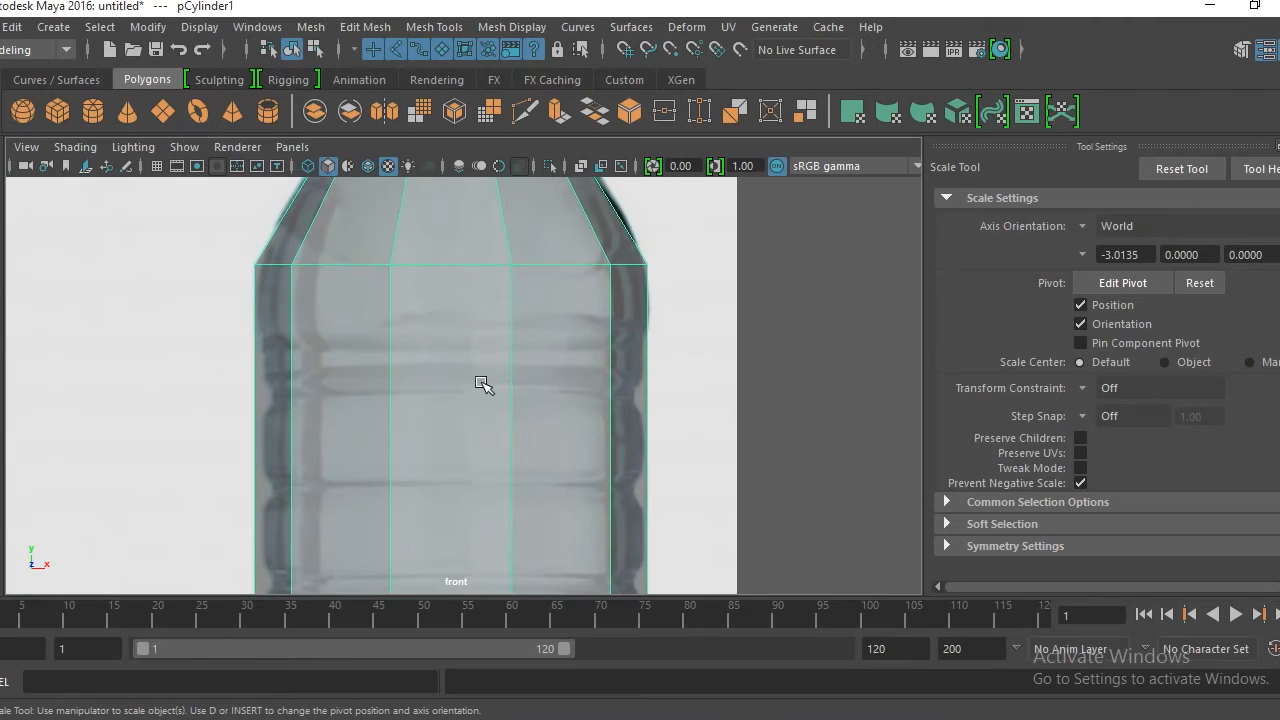 odesk Maya 2016: untitled* --- pCylinder1
Edit Create Select Modify Display Windows Mesh Edit Mesh Mesh Tools Mesh Display Curves Surfaces Deform UV Generate Cache Help
deling No Live Surface
Curves / Surfaces Polygons Sculpting Rigging Animation Rendering FX FX Caching Custom XGen
View Shading Lighting Show Renderer Panels
0.00 1.00 ON sRGB gamma
Tool Settings
Scale Tool Reset Tool Tool He
Scale Settings
Axis Orientation: World
-3.0135 0.0000 0.0000
Pivot: Edit Pivot Reset
Position
Orientation
Pin Component Pivot
Scale Center: Default Object Ma
Transform Constraint: Off
Step Snap: Off 1.00
Preserve Children:
Preserve UVs:
Tweak Mode:
Prevent Negative Scale:
Common Selection Options
Soft Selection
Symmetry Settings
y
z x
front
5 10 15 20 25 30 35 40 45 50 55 60 65 70 75 80 85 90 95 100 105 110 115 12 1
1 1 120 120 200 No Anim Layer No Character Set
EL
Activate Windows
Go to Settings to activate Windows.
ale Tool: Use manipulator to scale object(s). Use D or INSERT to change the pivot position and axis orientation.